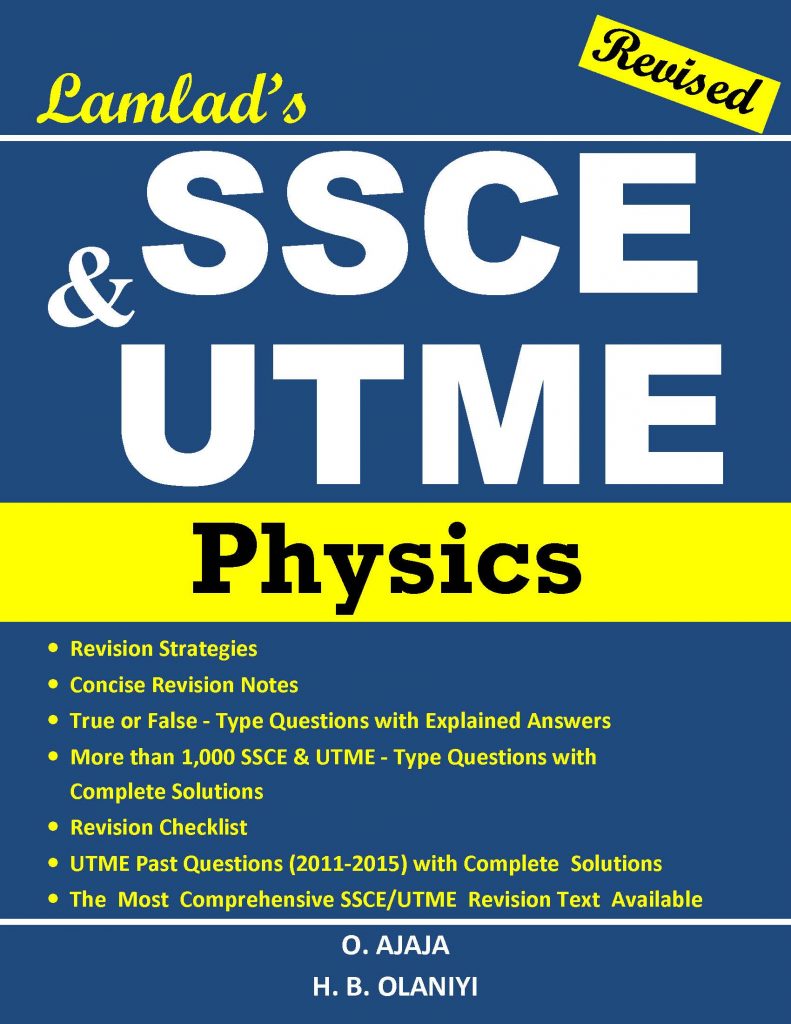 Lamlad's
Revised
SSCE
& UTME
Physics
• Revision Strategies
• Concise Revision Notes
• True or False - Type Questions with Explained Answers
• More than 1,000 SSCE & UTME - Type Questions with
Complete Solutions
• Revision Checklist
• UTME Past Questions (2011-2015) with Complete Solutions
• The Most Comprehensive SSCE/UTME Revision Text Available
O. AJAJA
H. B. OLANIYI